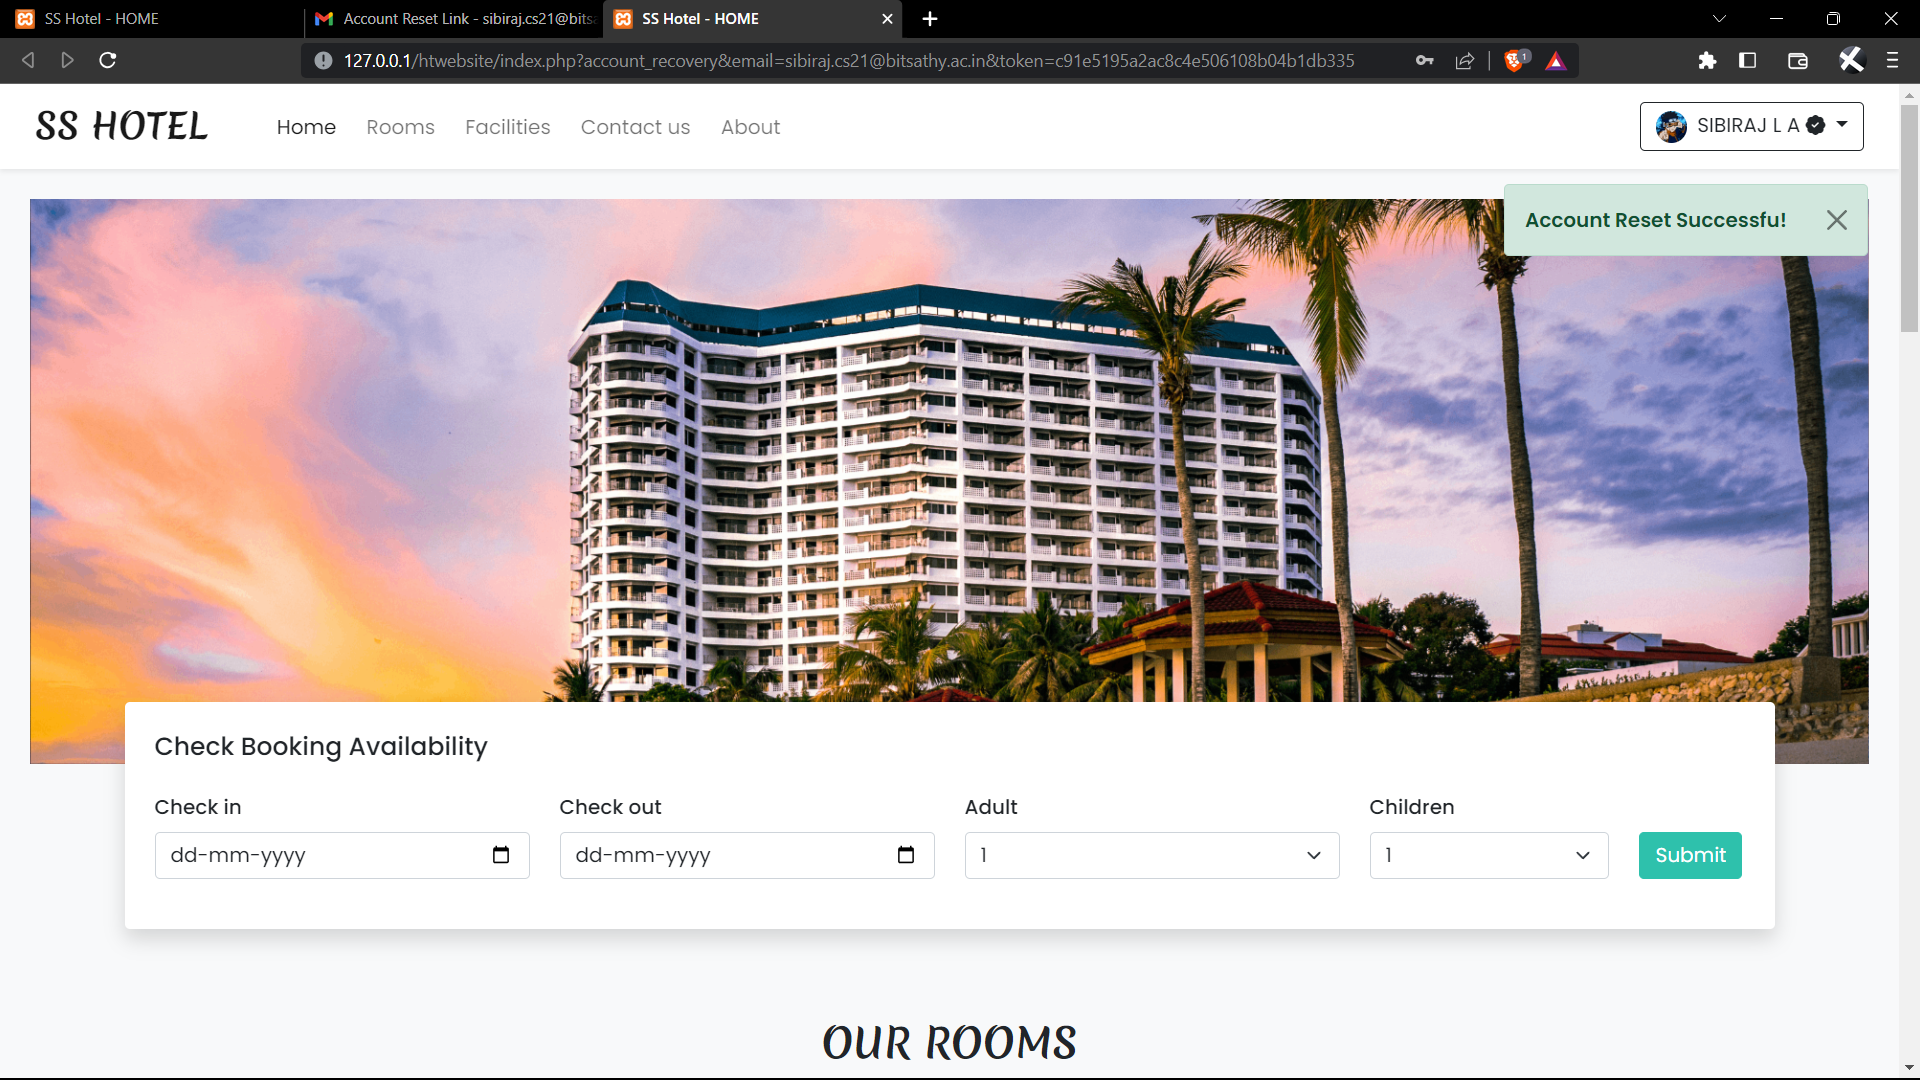 SS Hotel - HOME
Account Reset Link - sibiraj.cs21@bits
SS Hotel - HOME
127.0.0.1/htwebsite/index.php?account_recovery&email=sibiraj.cs21@bitsathy.ac.in&token=c91e5195a2ac8c4e506108b04b1db335
1
SS HOTEL
Home Rooms Facilities Contact us About
SIBIRAJ L A
Account Reset Successfu!
Check Booking Availability
Check in Check out Adult Children
dd-mm-yyyy dd-mm-yyyy 1 1 Submit
OUR ROOMS